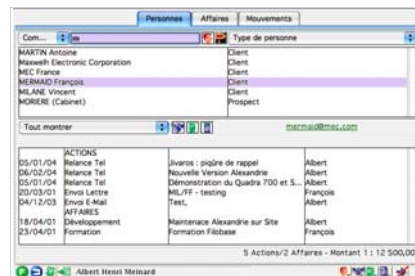 Personnes Affaires Mouvements
Com... m Type de personne
MARTIN Antoine Client
Maxwelh Electronic Corporation Client
MEC France Client
MERMAID François Client
MILANE Vincent Client
MORIERE (Cabinet) Prospect
Tout montrer mermaid@mec.com
ACTIONS
05/01/04 Relance Tel Jivaros : piqûre de rappel Albert
06/02/04 Relance Tel Nouvelle Version Alexandrie Albert
05/01/04 Relance Tel Démonstration du Quadra 700 et S... Albert
20/03/01 Envoi Lettre MIL/FF - testing François
04/12/03 Envoi E-Mail Test, Albert
AFFAIRES
18/04/01 Développement Maintenace Alexandrie sur Site Albert
23/04/01 Formation Formation Filobase François
5 Actions/2 Affaires - Montant 1 : 12 500,00
Albert Henri Meinard